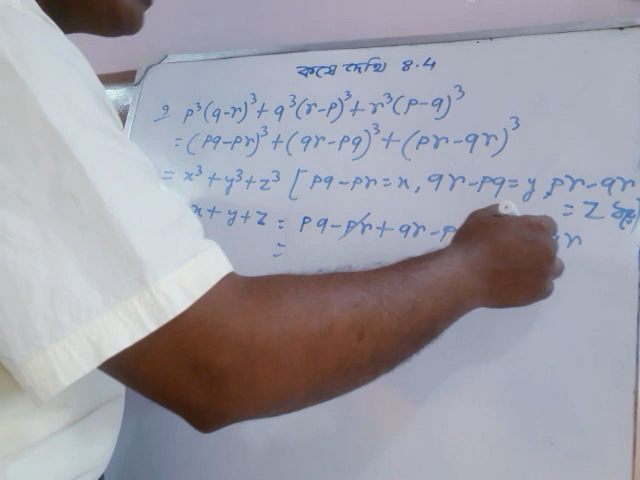 কষে দেখি 8.4
9 p³(q-r)³+q³(r-p)³+r³(p-q)³
=(pq-pr)³+(qr-pq)³+(pr-qr)³
= x³+y³+z³ [pq-pr=x, qr-pq=y, pr-qr
= z ধরে]
x+y+z = pq-pr+qr-p
=